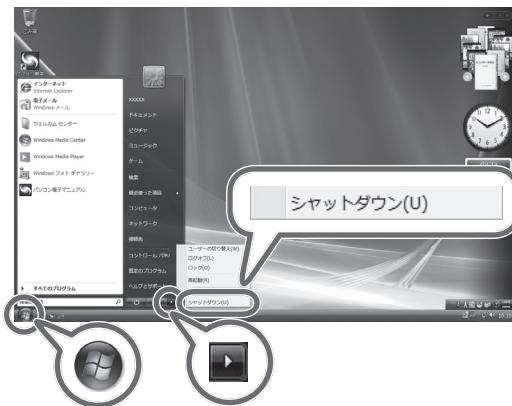 ごみ箱
インターネット
Internet Explorer
電子メール
Windows メール
ウェルカム センター
Windows Media Center
Windows Media Player
Windows フォト ギャラリー
パソコン電子マニュアル
すべてのプログラム
XXXXX
ドキュメント
ピクチャ
ミュージック
ゲーム
検索
最近使った項目
コンピュータ
ネットワーク
接続先
コントロール パネル
既定のプログラム
ヘルプとサポート
ユーザーの切り替え(W)
ログオフ(L)
ロック(O)
再起動(R)
シャットダウン(U)
シャットダウン(U)
10:10